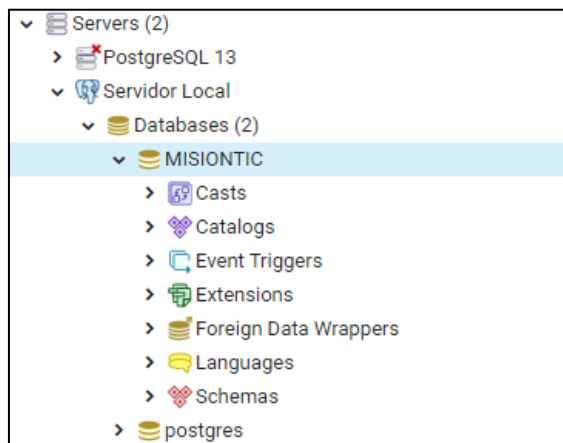 Servers (2)
PostgreSQL 13
Servidor Local
Databases (2)
MISIONTIC
Casts
Catalogs
Event Triggers
Extensions
Foreign Data Wrappers
Languages
Schemas
postgres